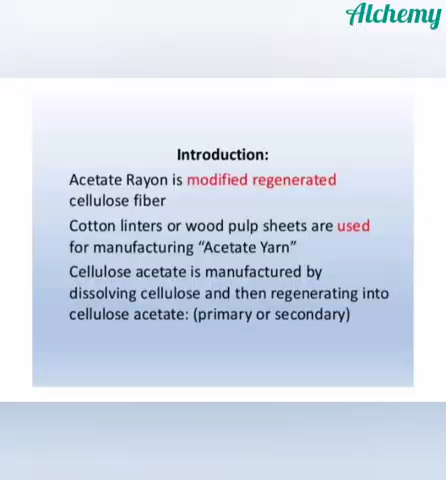 Alchemy
Introduction:
Acetate Rayon is modified regenerated
cellulose fiber
Cotton linters or wood pulp sheets are used
for manufacturing “Acetate Yarn”
Cellulose acetate is manufactured by
dissolving cellulose and then regenerating into
cellulose acetate: (primary or secondary)